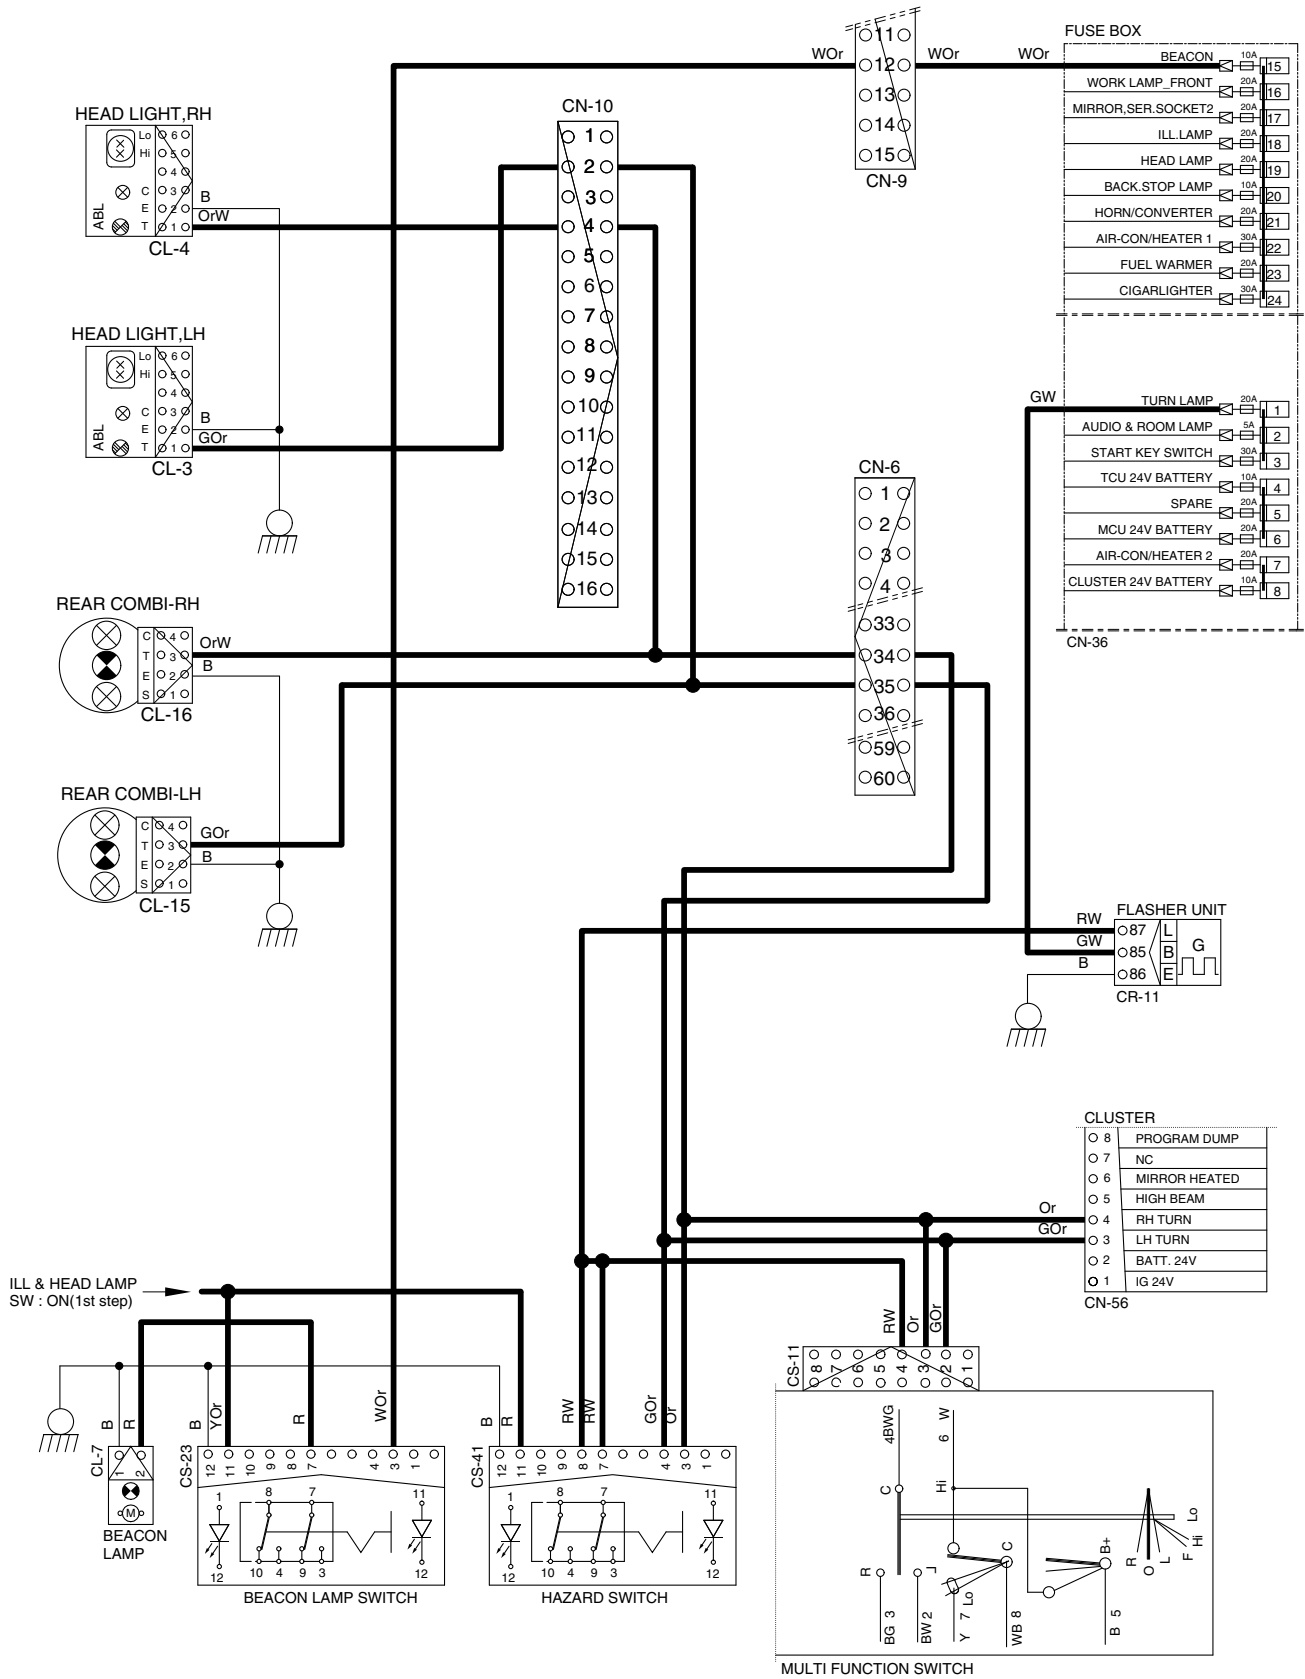 FUSE BOX
BEACON 10A 15
WORK LAMP_FRONT 20A 16
MIRROR,SER.SOCKET2 20A 17
ILL.LAMP 20A 18
HEAD LAMP 20A 19
BACK.STOP LAMP 10A 20
HORN/CONVERTER 20A 21
AIR-CON/HEATER 1 30A 22
FUEL WARMER 20A 23
CIGARLIGHTER 30A 24
TURN LAMP 20A 1
AUDIO & ROOM LAMP 5A 2
START KEY SWITCH 30A 3
TCU 24V BATTERY 10A 4
SPARE 20A 5
MCU 24V BATTERY 20A 6
AIR-CON/HEATER 2 20A 7
CLUSTER 24V BATTERY 10A 8
CN-36
WOr WOr WOr
11
12
13
14
15
CN-9
GW
HEAD LIGHT,RH
Lo 6
Hi 5
4
C 3
E 2 B
T 1 OrW
ABL
CL-4
HEAD LIGHT,LH
Lo 6
Hi 5
4
C 3
E 2 B
T 1 GOr
ABL
CL-3
CN-10
1
2
3
4
5
6
7
8
9
10
11
12
13
14
15
16
CN-6
1
2
3
4
33
34
35
36
59
60
REAR COMBI-RH
C 4
T 3 OrW
E 2 B
S 1
CL-16
REAR COMBI-LH
C 4
T 3 GOr
E 2 B
S 1
CL-15
FLASHER UNIT
RW 87 L
GW 85 B G
B 86 E
CR-11
CLUSTER
8 PROGRAM DUMP
7 NC
6 MIRROR HEATED
5 HIGH BEAM
Or 4 RH TURN
GOr 3 LH TURN
2 BATT. 24V
1 IG 24V
CN-56
ILL & HEAD LAMP
SW : ON(1st step)
B R
CL-7
1 2
M
BEACON
LAMP
B YOr R WOr
CS-23
12 11 10 9 8 7 4 3 1
1 8 7 11
12 10 4 9 3 12
BEACON LAMP SWITCH
B R RW RW GOr Or
CS-41
12 11 10 9 8 7 4 3 1
1 8 7 11
12 10 4 9 3 12
HAZARD SWITCH
RW Or GOr
CS-11
8 7 6 5 4 3 2 1
4BWG 6 W
C Hi
R L
C B+
Lo
R O L F Hi Lo
BG 3 BW 2 Y 7 WB 8 B 5
MULTI FUNCTION SWITCH